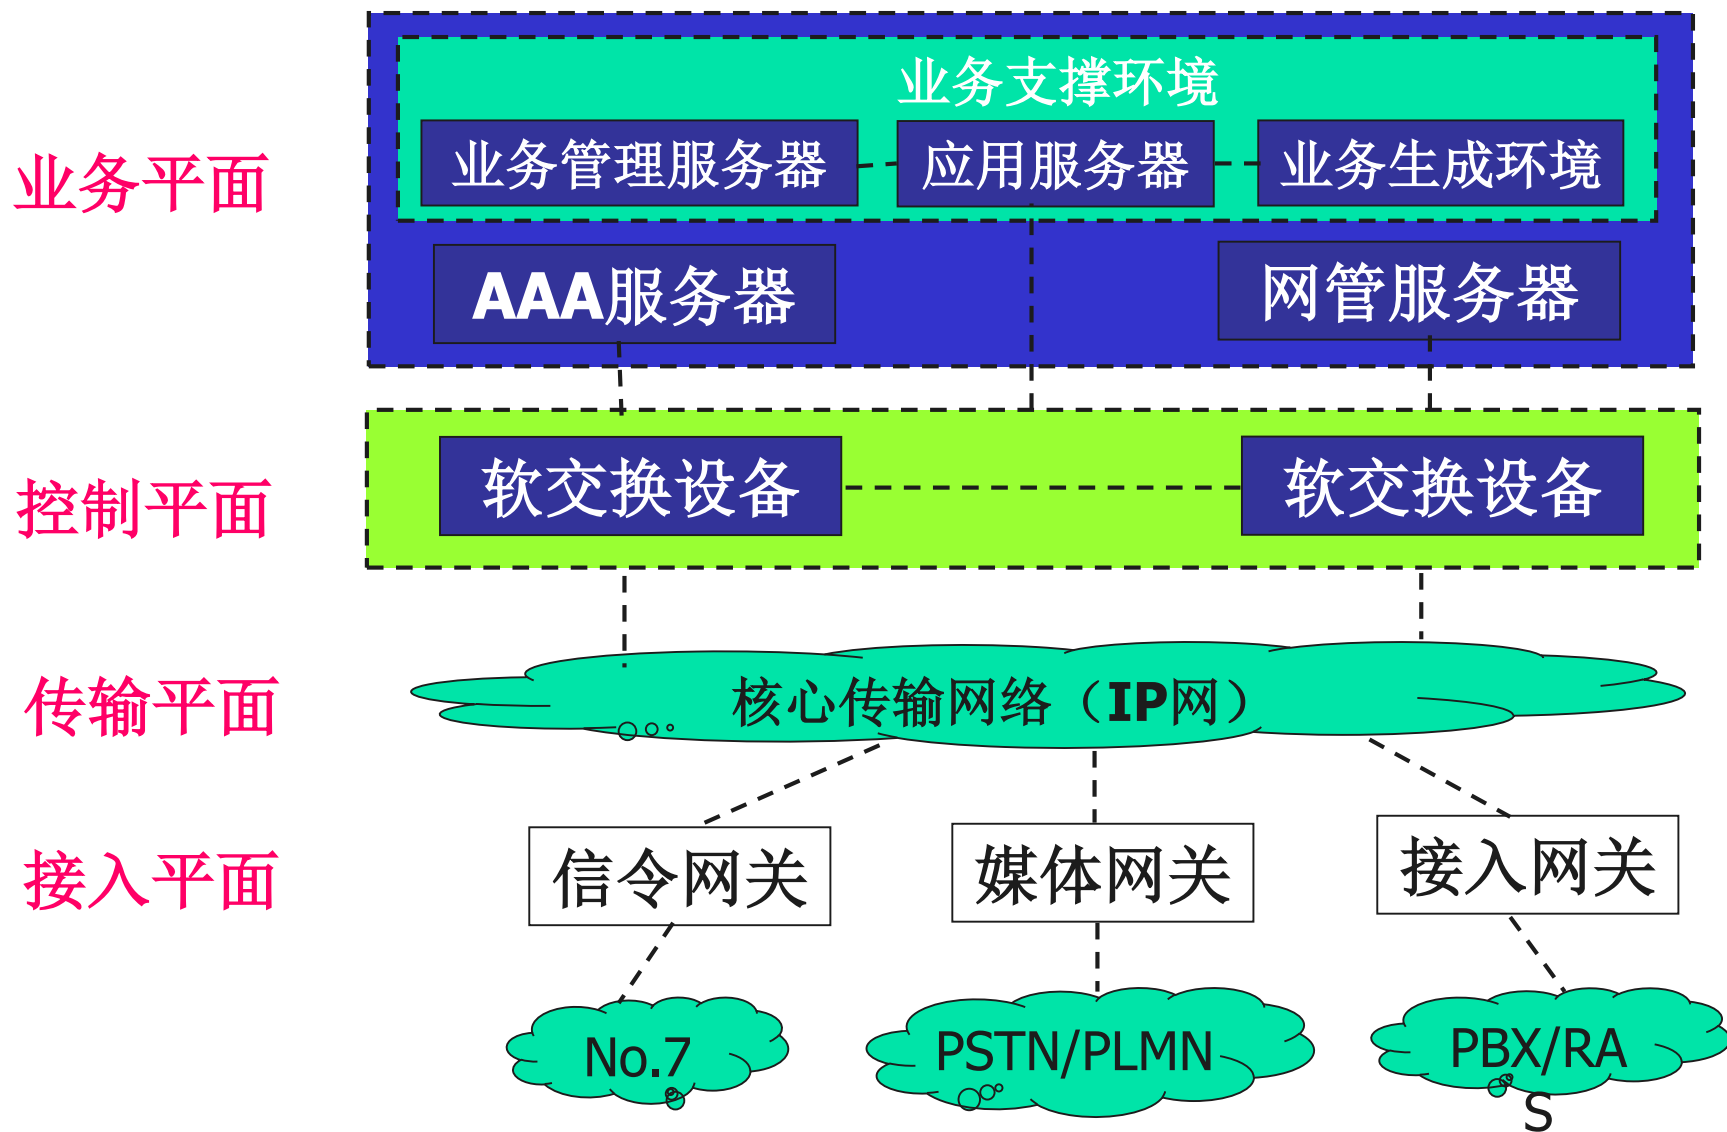 业务支撑环境
业务管理服务器
应用服务器
业务生成环境
业务平面
AAA服务器
网管服务器
控制平面
软交换设备
软交换设备
传输平面
核心传输网络（IP网）
接入平面
信令网关
媒体网关
接入网关
No.7
PSTN/PLMN
PBX/RA
S